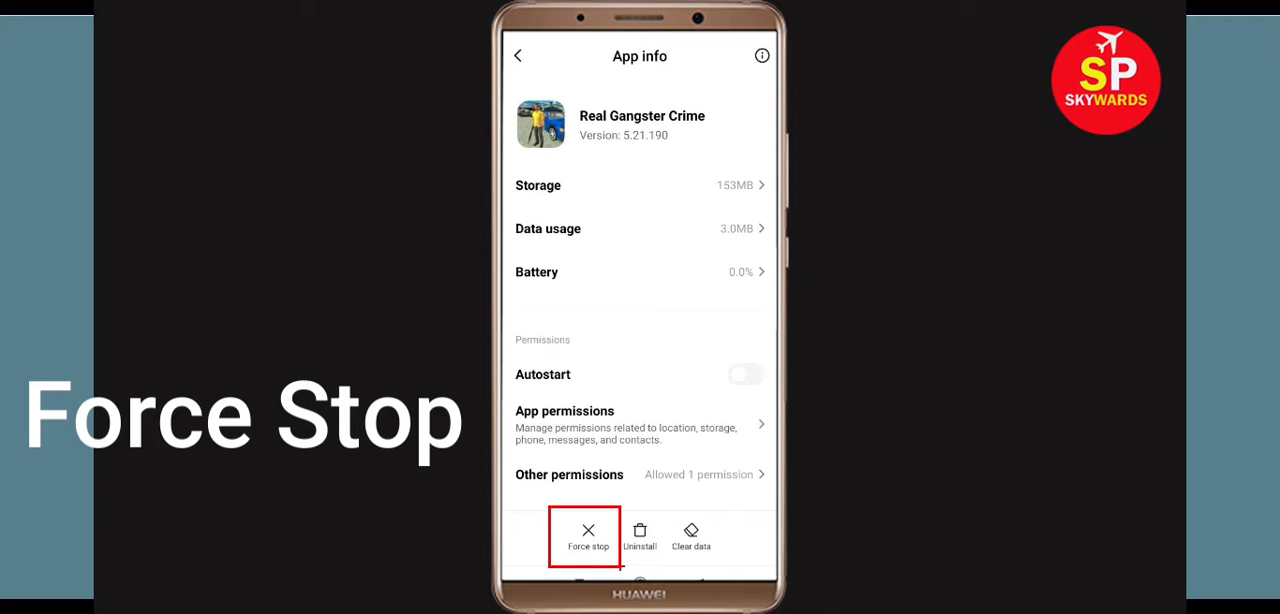 App info
Real Gangster Crime
Version: 5.21.190
Storage 153MB
Data usage 3.0MB
Battery 0.0%
Permissions
Autostart
App permissions
Manage permissions related to location, storage,
phone, messages, and contacts.
Other permissions Allowed 1 permission
Force stop Uninstall Clear data
HUAWEI
Force Stop
SP
SKYWARDS